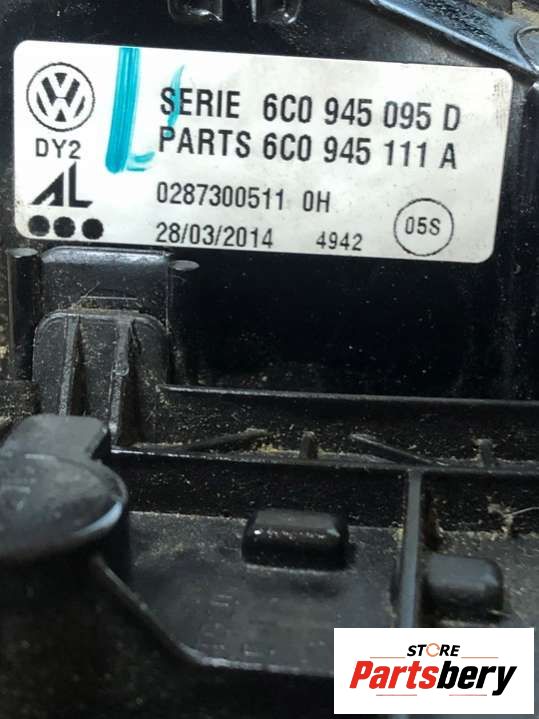 SERIE 6C0 945 095 D
PARTS 6C0 945 111 A
DY2
AL
0287300511 0H
28/03/2014 4942
05S
STORE
Partsbery